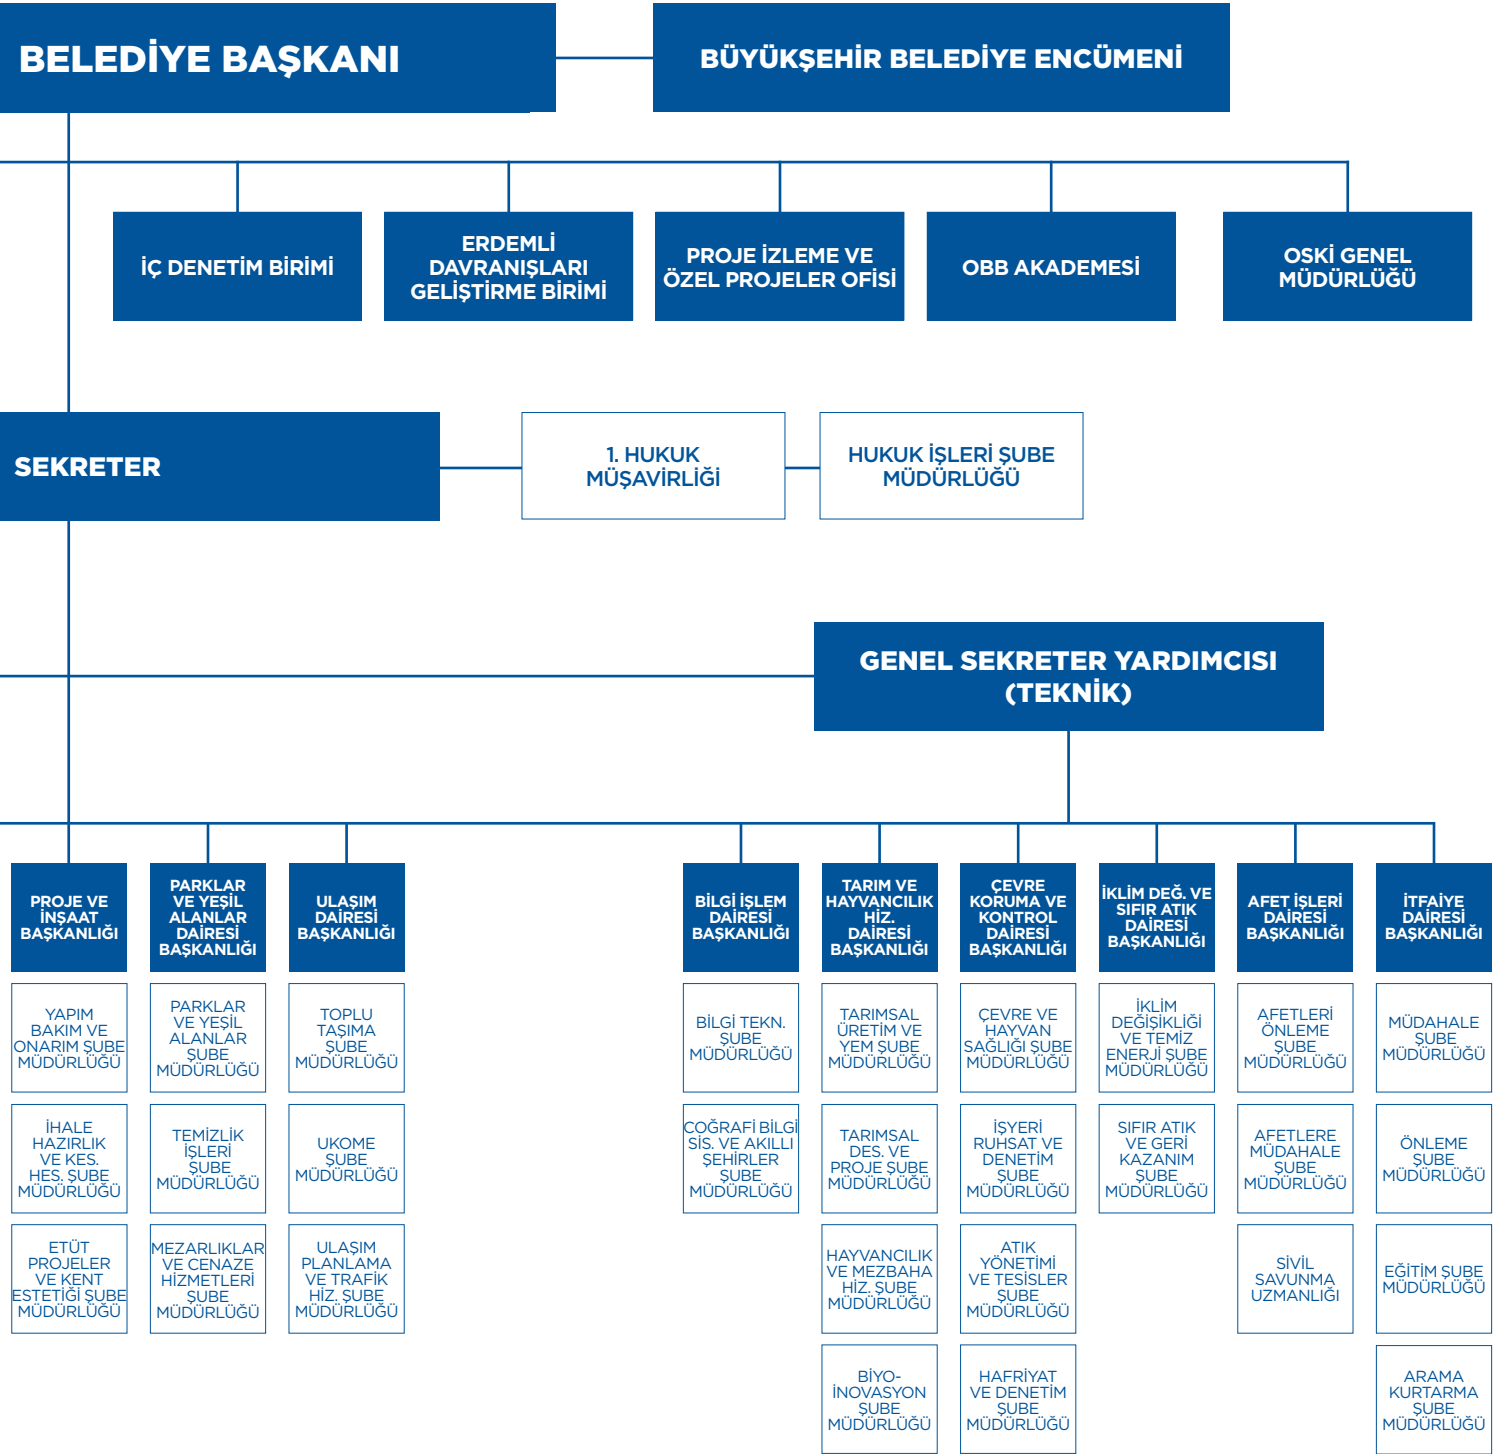 BELEDİYE BAŞKANI
BÜYÜKŞEHİR BELEDİYE ENCÜMENİ
İÇ DENETİM BİRİMİ
ERDEMLİ
DAVRANIŞLARI
GELİŞTİRME BİRİMİ
PROJE İZLEME VE
ÖZEL PROJELER OFİSİ
OBB AKADEMESİ
OSKİ GENEL
MÜDÜRLÜĞÜ
SEKRETER
1. HUKUK
MÜŞAVİRLİĞİ
HUKUK İŞLERİ ŞUBE
MÜDÜRLÜĞÜ
GENEL SEKRETER YARDIMCISI
(TEKNİK)
PROJE VE
İNŞAAT
BAŞKANLIĞI
PARKLAR
VE YEŞİL
ALANLAR
DAİRESİ
BAŞKANLIĞI
ULAŞIM
DAİRESİ
BAŞKANLIĞI
BİLGİ İŞLEM
DAİRESİ
BAŞKANLIĞI
TARIM VE
HAYVANCILIK
HİZ.
DAİRESİ
BAŞKANLIĞI
ÇEVRE
KORUMA VE
KONTROL
DAİRESİ
BAŞKANLIĞI
İKLİM DEĞ. VE
SIFIR ATIK
DAİRESİ
BAŞKANLIĞI
AFET İŞLERİ
DAİRESİ
BAŞKANLIĞI
İTFAİYE
DAİRESİ
BAŞKANLIĞI
YAPIM
BAKIM VE
ONARIM ŞUBE
MÜDÜRLÜĞÜ
PARKLAR
VE YEŞİL
ALANLAR
ŞUBE
MÜDÜRLÜĞÜ
TOPLU
TAŞIMA
ŞUBE
MÜDÜRLÜĞÜ
BİLGİ TEKN.
ŞUBE
MÜDÜRLÜĞÜ
TARIMSAL
ÜRETİM VE
YEM ŞUBE
MÜDÜRLÜĞÜ
ÇEVRE VE
HAYVAN
SAĞLIĞI ŞUBE
MÜDÜRLÜĞÜ
İKLİM
DEĞİŞİKLİĞİ
VE TEMİZ
ENERJİ ŞUBE
MÜDÜRLÜĞÜ
AFETLERİ
ÖNLEME
ŞUBE
MÜDÜRLÜĞÜ
MÜDAHALE
ŞUBE
MÜDÜRLÜĞÜ
İHALE
HAZIRLIK
VE KES.
HES. ŞUBE
MÜDÜRLÜĞÜ
TEMİZLİK
İŞLERİ
ŞUBE
MÜDÜRLÜĞÜ
UKOME
ŞUBE
MÜDÜRLÜĞÜ
COĞRAFİ BİLGİ
SİS. VE AKILLI
ŞEHİRLER
ŞUBE
MÜDÜRLÜĞÜ
TARIMSAL
DES. VE
PROJE ŞUBE
MÜDÜRLÜĞÜ
İŞYERİ
RUHSAT VE
DENETİM
ŞUBE
MÜDÜRLÜĞÜ
SIFIR ATIK
VE GERİ
KAZANIM
ŞUBE
MÜDÜRLÜĞÜ
AFETLERE
MÜDAHALE
ŞUBE
MÜDÜRLÜĞÜ
ÖNLEME
ŞUBE
MÜDÜRLÜĞÜ
ETÜT
PROJELER
VE KENT
ESTETİĞİ ŞUBE
MÜDÜRLÜĞÜ
MEZARLIKLAR
VE CENAZE
HİZMETLERİ
ŞUBE
MÜDÜRLÜĞÜ
ULAŞIM
PLANLAMA
VE TRAFİK
HİZ. ŞUBE
MÜDÜRLÜĞÜ
HAYVANCILIK
VE MEZBAHA
HİZ. ŞUBE
MÜDÜRLÜĞÜ
ATIK
YÖNETİMİ
VE TESİSLER
ŞUBE
MÜDÜRLÜĞÜ
SİVİL
SAVUNMA
UZMANLIĞI
EĞİTİM ŞUBE
MÜDÜRLÜĞÜ
BİYO-
İNOVASYON
ŞUBE
MÜDÜRLÜĞÜ
HAFRİYAT
VE DENETİM
ŞUBE
MÜDÜRLÜĞÜ
ARAMA
KURTARMA
ŞUBE
MÜDÜRLÜĞÜ